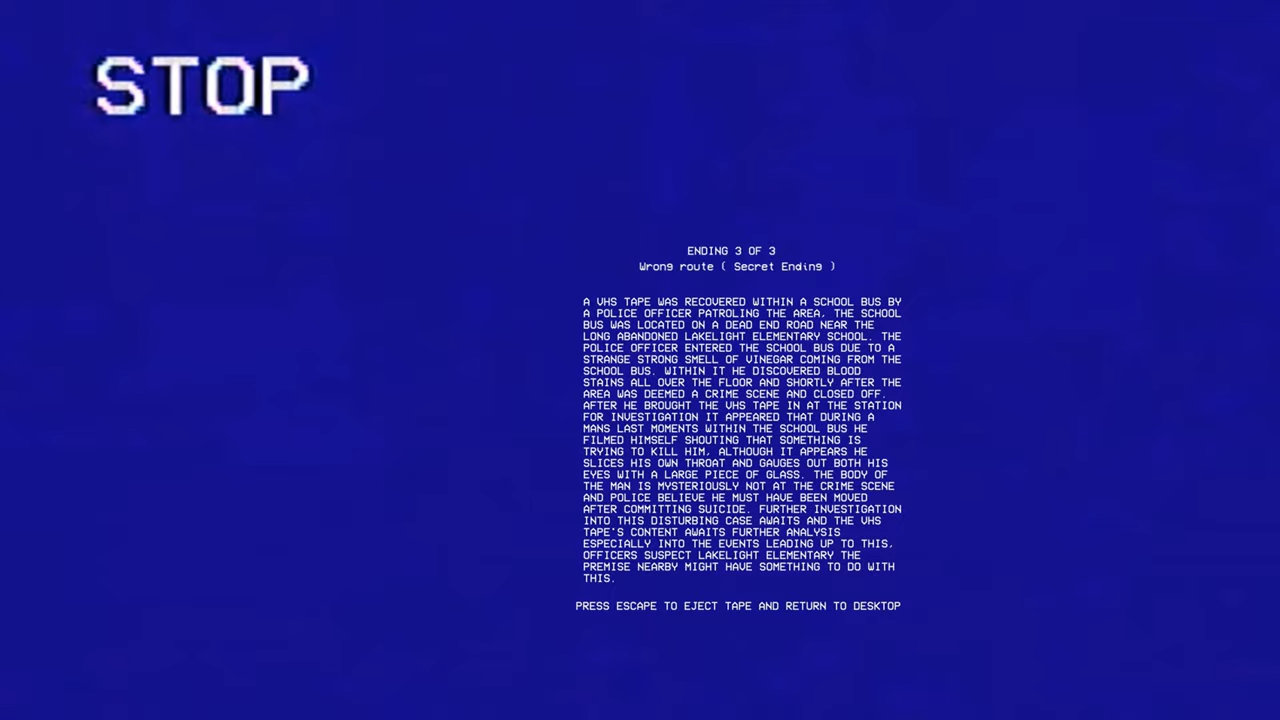 STOP
ENDING 3 OF 3
Wrong route ( Secret Ending )
A VHS TAPE WAS RECOVERED WITHIN A SCHOOL BUS BY
A POLICE OFFICER PATROLING THE AREA, THE SCHOOL
BUS WAS LOCATED ON A DEAD END ROAD NEAR THE
LONG ABANDONED LAKELIGHT ELEMENTARY SCHOOL. THE
POLICE OFFICER ENTERED THE SCHOOL BUS DUE TO A
STRANGE STRONG SMELL OF VINEGAR COMING FROM THE
SCHOOL BUS. WITHIN IT HE DISCOVERED BLOOD
STAINS ALL OVER THE FLOOR AND SHORTLY AFTER THE
AREA WAS DEEMED A CRIME SCENE AND CLOSED OFF.
AFTER HE BROUGHT THE VHS TAPE IN AT THE STATION
FOR INVESTIGATION IT APPEARED THAT DURING A
MANS LAST MOMENTS WITHIN THE SCHOOL BUS HE
FILMED HIMSELF SHOUTING THAT SOMETHING IS
TRYING TO KILL HIM, ALTHOUGH IT APPEARS HE
SLICES HIS OWN THROAT AND GAUGES OUT BOTH HIS
EYES WITH A LARGE PIECE OF GLASS. THE BODY OF
THE MAN IS MYSTERIOUSLY NOT AT THE CRIME SCENE
AND POLICE BELIEVE HE MUST HAVE BEEN MOVED
AFTER COMMITTING SUICIDE. FURTHER INVESTIGATION
INTO THIS DISTURBING CASE AWAITS AND THE VHS
TAPE'S CONTENT AWAITS FURTHER ANALYSIS
ESPECIALLY INTO THE EVENTS LEADING UP TO THIS,
OFFICERS SUSPECT LAKELIGHT ELEMENTARY THE
PREMISE NEARBY MIGHT HAVE SOMETHING TO DO WITH
THIS.
PRESS ESCAPE TO EJECT TAPE AND RETURN TO DESKTOP